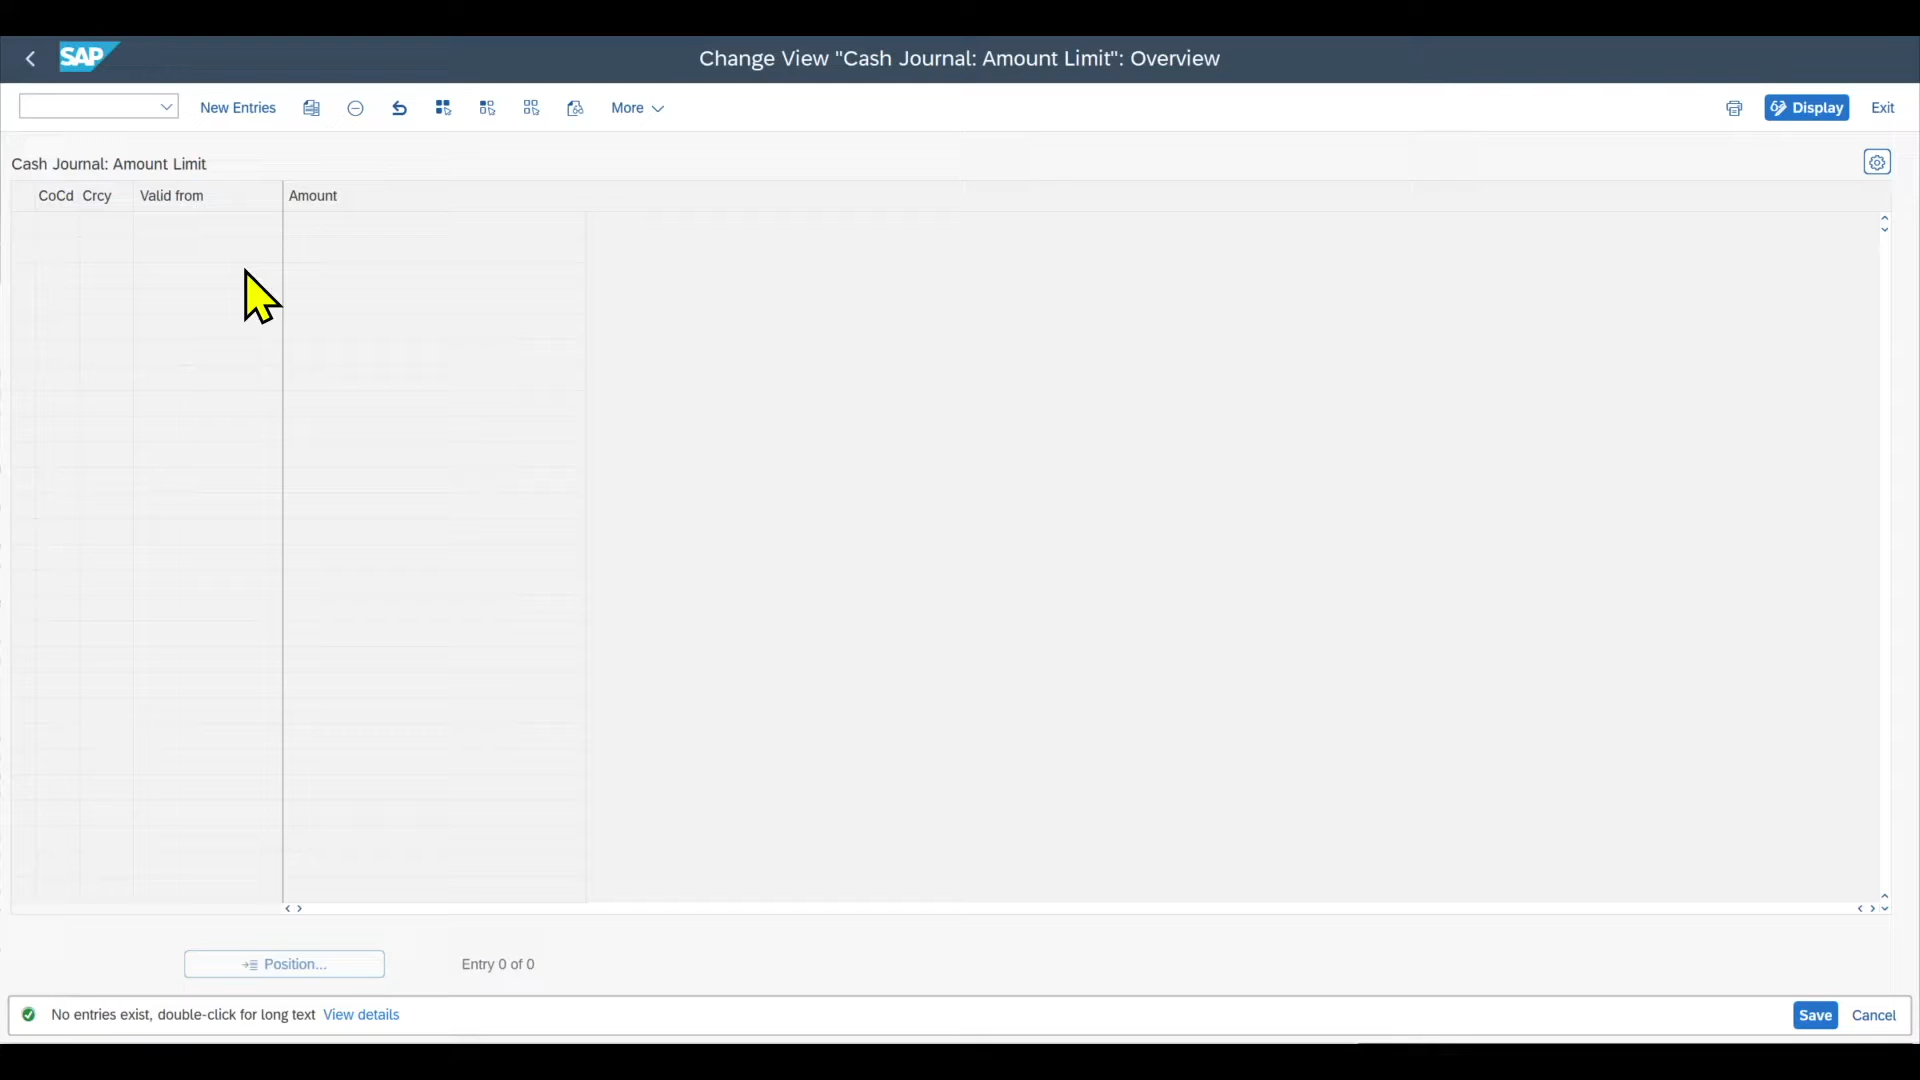 SAP
Change View "Cash Journal: Amount Limit": Overview
New Entries
More
Display
Exit
Cash Journal: Amount Limit
CoCd Crcy Valid from Amount
Position...
Entry 0 of 0
No entries exist, double-click for long text View details
Save
Cancel